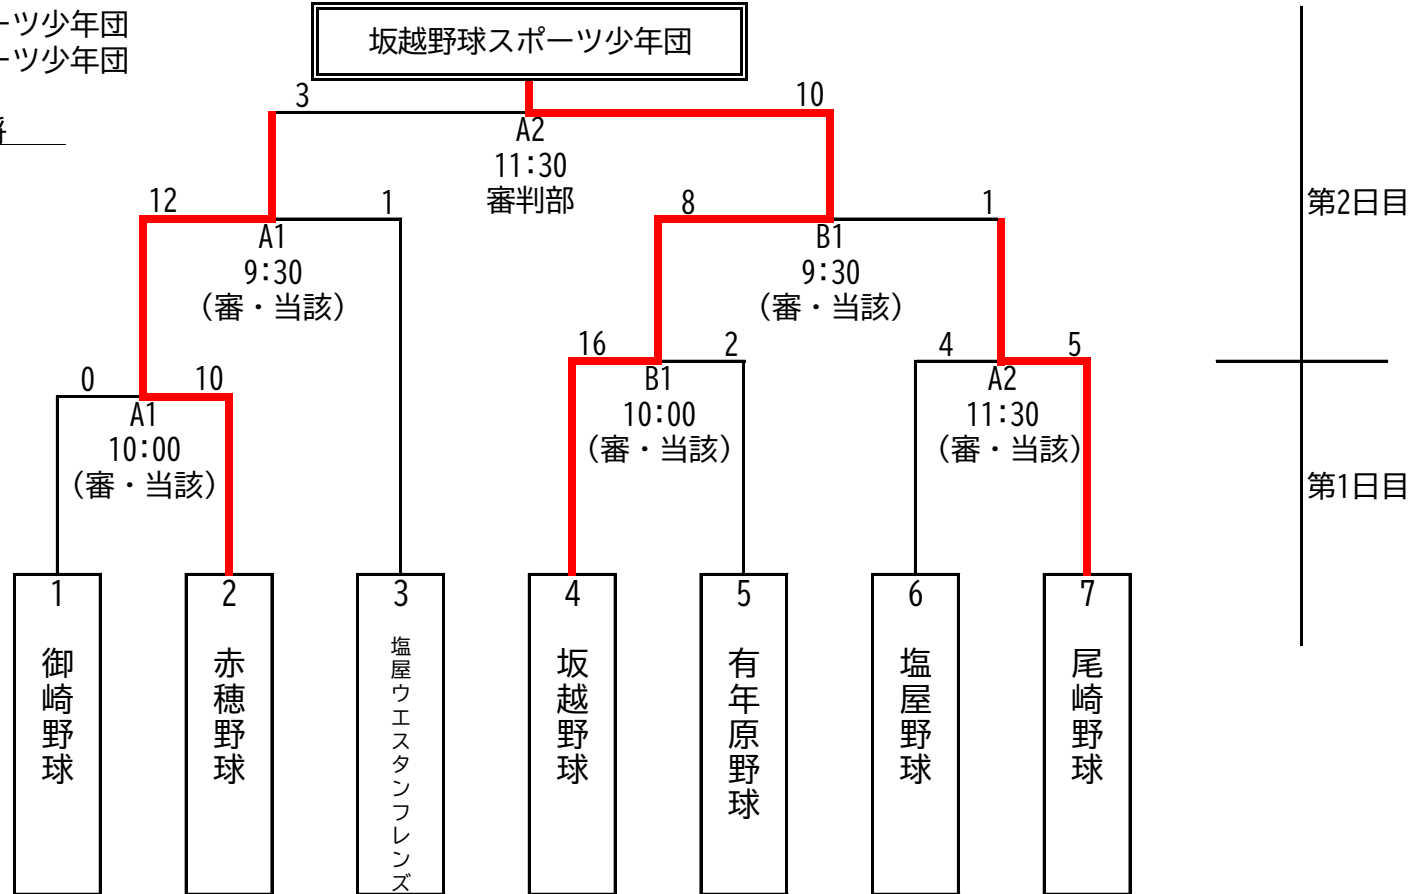 ーツ少年団
ーツ少年団
坂越野球スポーツ少年団
3
10
A2
11:30
審判部
12
1
8
1
第2日目
A1
9:30
(審・当該)
B1
9:30
(審・当該)
16
2
4
5
0
10
B1
10:00
(審・当該)
A2
11:30
(審・当該)
A1
10:00
(審・当該)
第1日目
1
2
3
4
5
6
7
御崎野球
赤穂野球
塩屋ウエスタンフレンズ
坂越野球
有年原野球
塩屋野球
尾崎野球